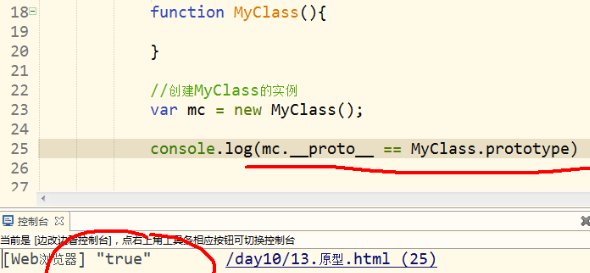 18 function MyClass(){
19
20 }
21
22 //创建MyClass的实例
23 var mc = new MyClass();
24
25 console.log(mc.__proto__ == MyClass.prototype)
26
27
控制台
当前是 [边改边看控制台]，点右上用工具条相应按钮可切换控制台
[Web浏览器] "true" /day10/13.原型.html (25)